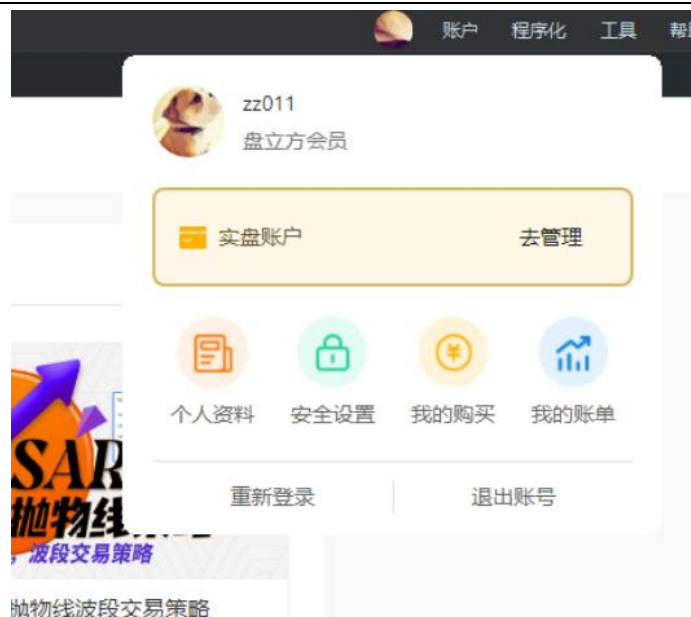 账户 程序化 工具 帮助
zz011
盘立方会员
实盘账户 去管理
个人资料 安全设置 我的购买 我的账单
重新登录 退出账号
SAR
抛物线
，波段交易策略
抛物线波段交易策略